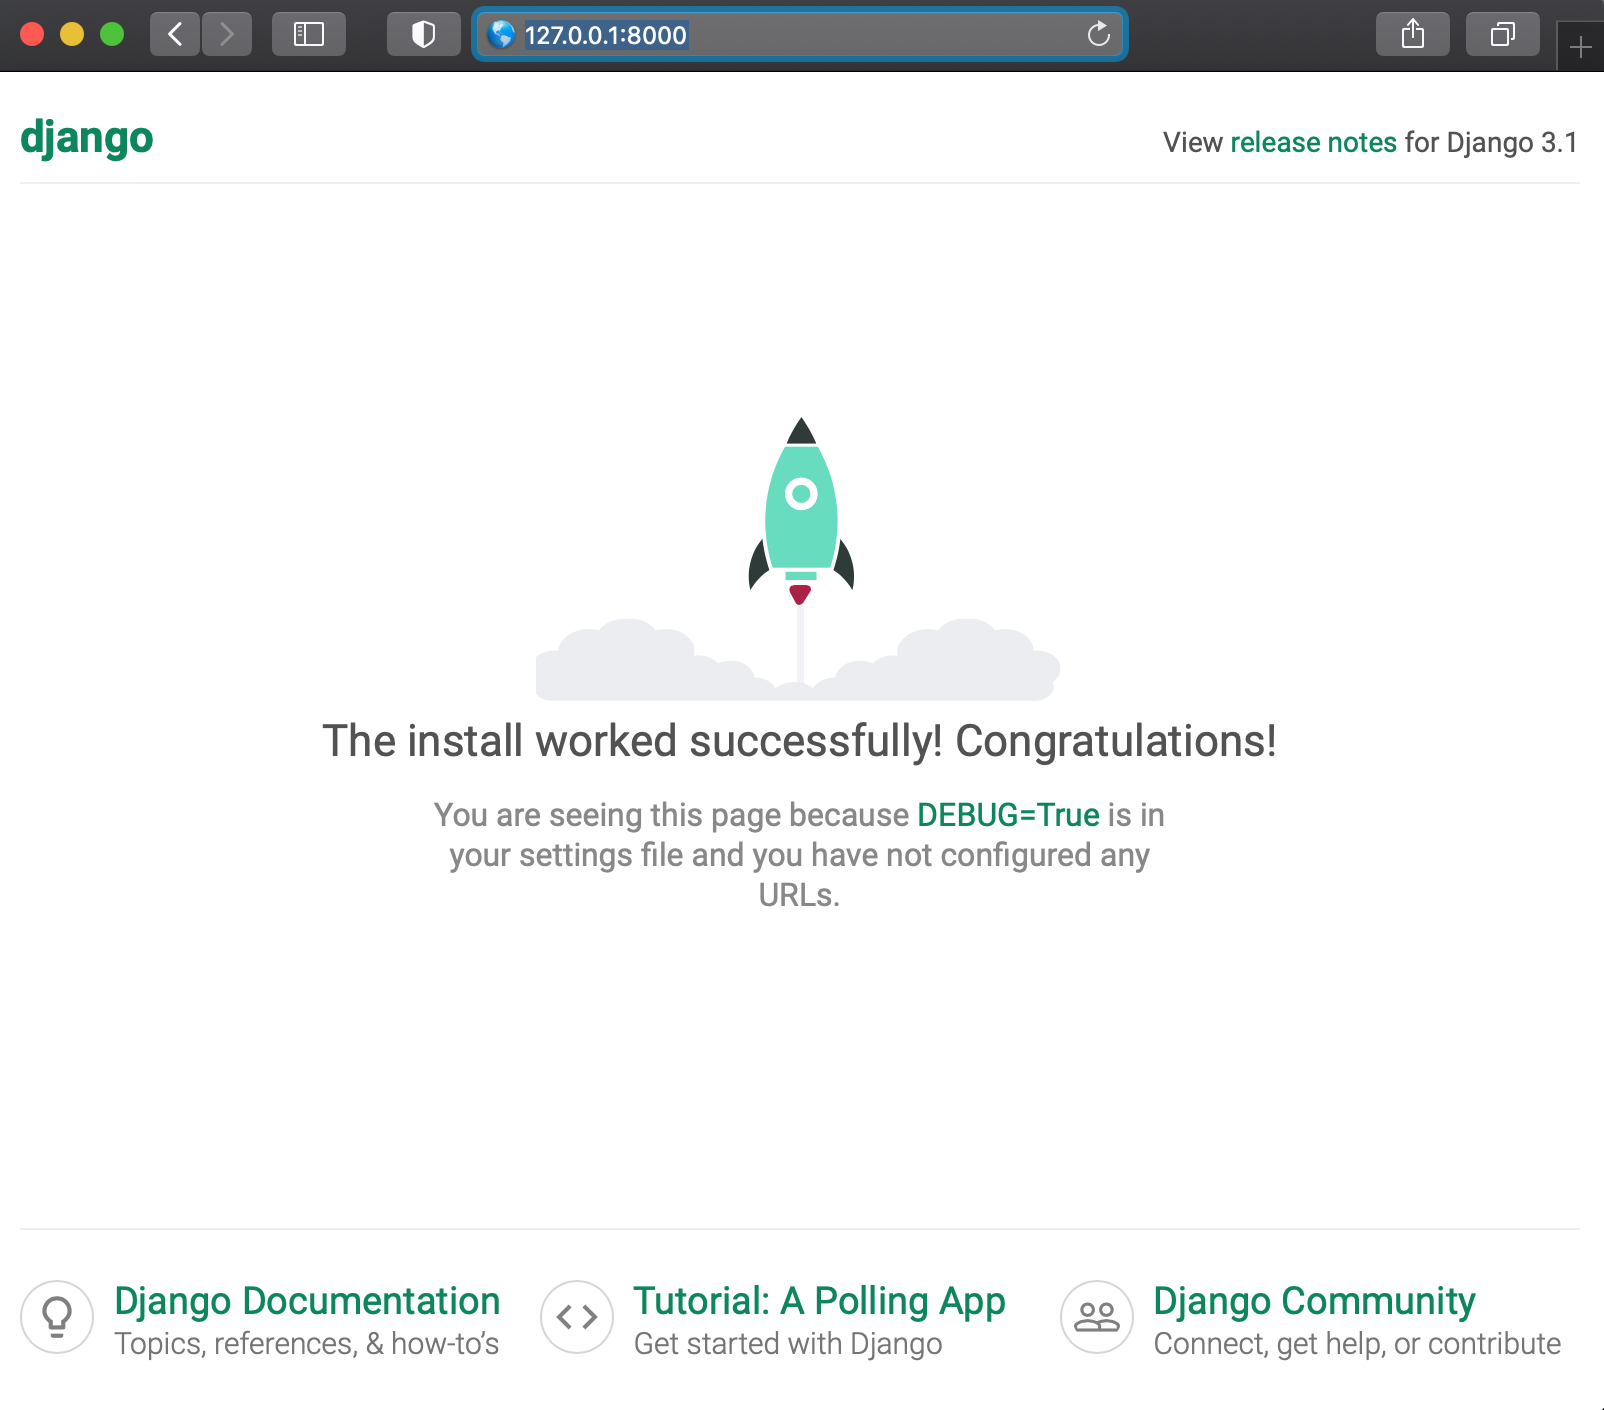 127.0.0.1:8000
django
View release notes for Django 3.1
The install worked successfully! Congratulations!
You are seeing this page because DEBUG=True is in
your settings file and you have not configured any
URLs.
Django Documentation
Topics, references, & how-to’s
Tutorial: A Polling App
Get started with Django
Django Community
Connect, get help, or contribute